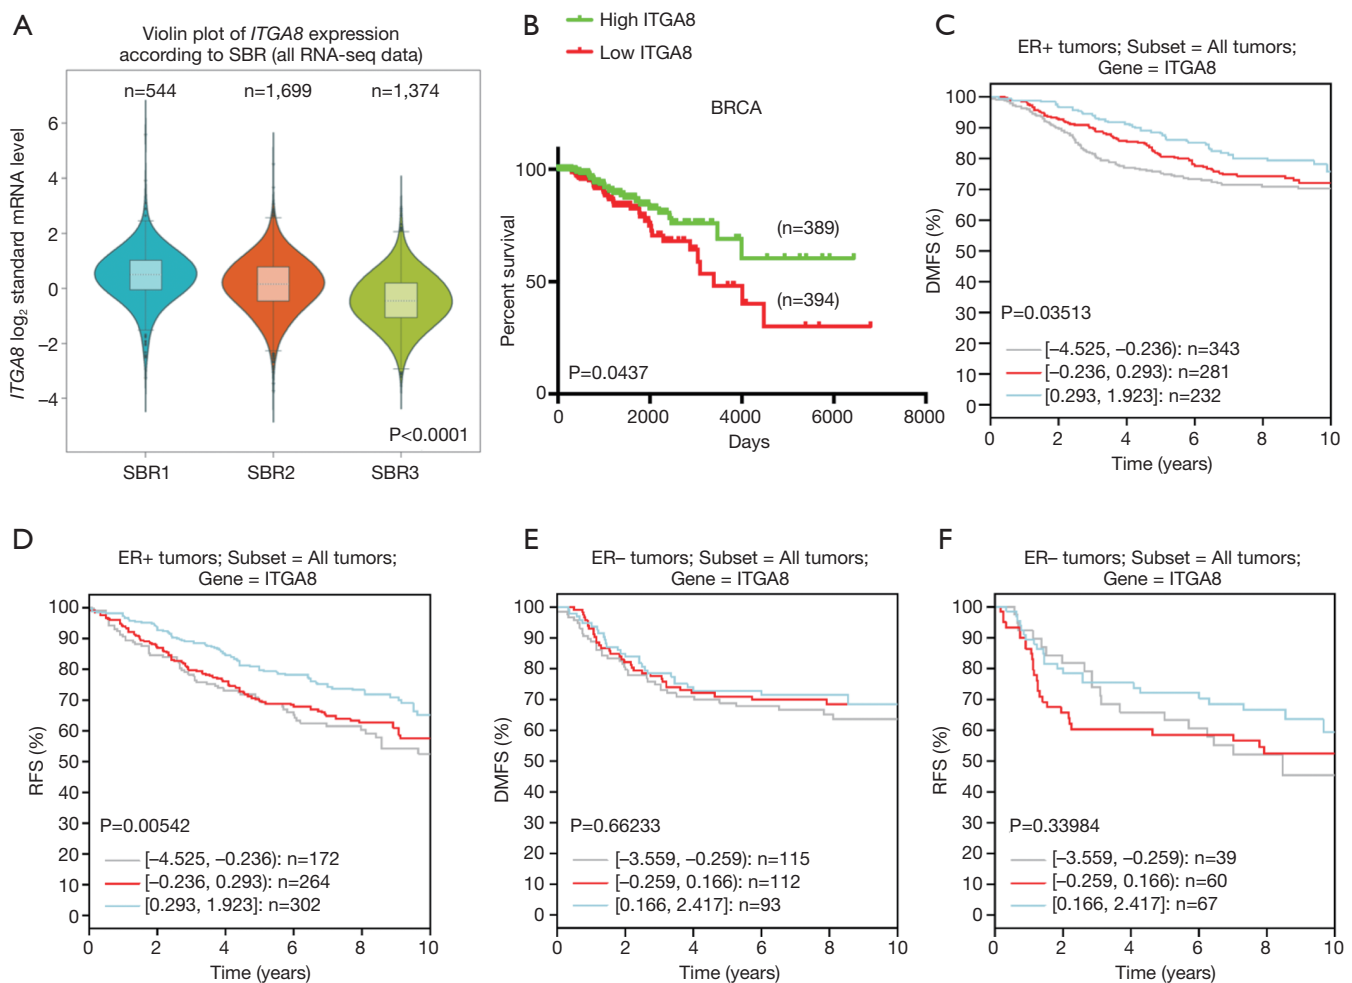 A
Violin plot of ITGA8 expression
according to SBR (all RNA-seq data)
n=544
n=1,699
n=1,374
6
4
2
0
−2
−4
ITGA8 log2 standard mRNA level
P<0.0001
SBR1
SBR2
SBR3
B
High ITGA8
Low ITGA8
BRCA
100
50
0
Percent survival
(n=389)
(n=394)
P=0.0437
0
2000
4000
6000
8000
Days
C
ER+ tumors; Subset = All tumors;
Gene = ITGA8
100
90
80
70
60
50
40
30
20
10
0
DMFS (%)
P=0.03513
[−4.525, −0.236): n=343
[−0.236, 0.293): n=281
[0.293, 1.923]: n=232
0
2
4
6
8
10
Time (years)
D
ER+ tumors; Subset = All tumors;
Gene = ITGA8
100
90
80
70
60
50
40
30
20
10
0
RFS (%)
P=0.00542
[−4.525, −0.236): n=172
[−0.236, 0.293): n=264
[0.293, 1.923]: n=302
0
2
4
6
8
10
Time (years)
E
ER− tumors; Subset = All tumors;
Gene = ITGA8
100
90
80
70
60
50
40
30
20
10
0
DMFS (%)
P=0.66233
[−3.559, −0.259): n=115
[−0.259, 0.166): n=112
[0.166, 2.417]: n=93
0
2
4
6
8
10
Time (years)
F
ER− tumors; Subset = All tumors;
Gene = ITGA8
100
90
80
70
60
50
40
30
20
10
0
RFS (%)
P=0.33984
[−3.559, −0.259): n=39
[−0.259, 0.166): n=60
[0.166, 2.417]: n=67
0
2
4
6
8
10
Time (years)